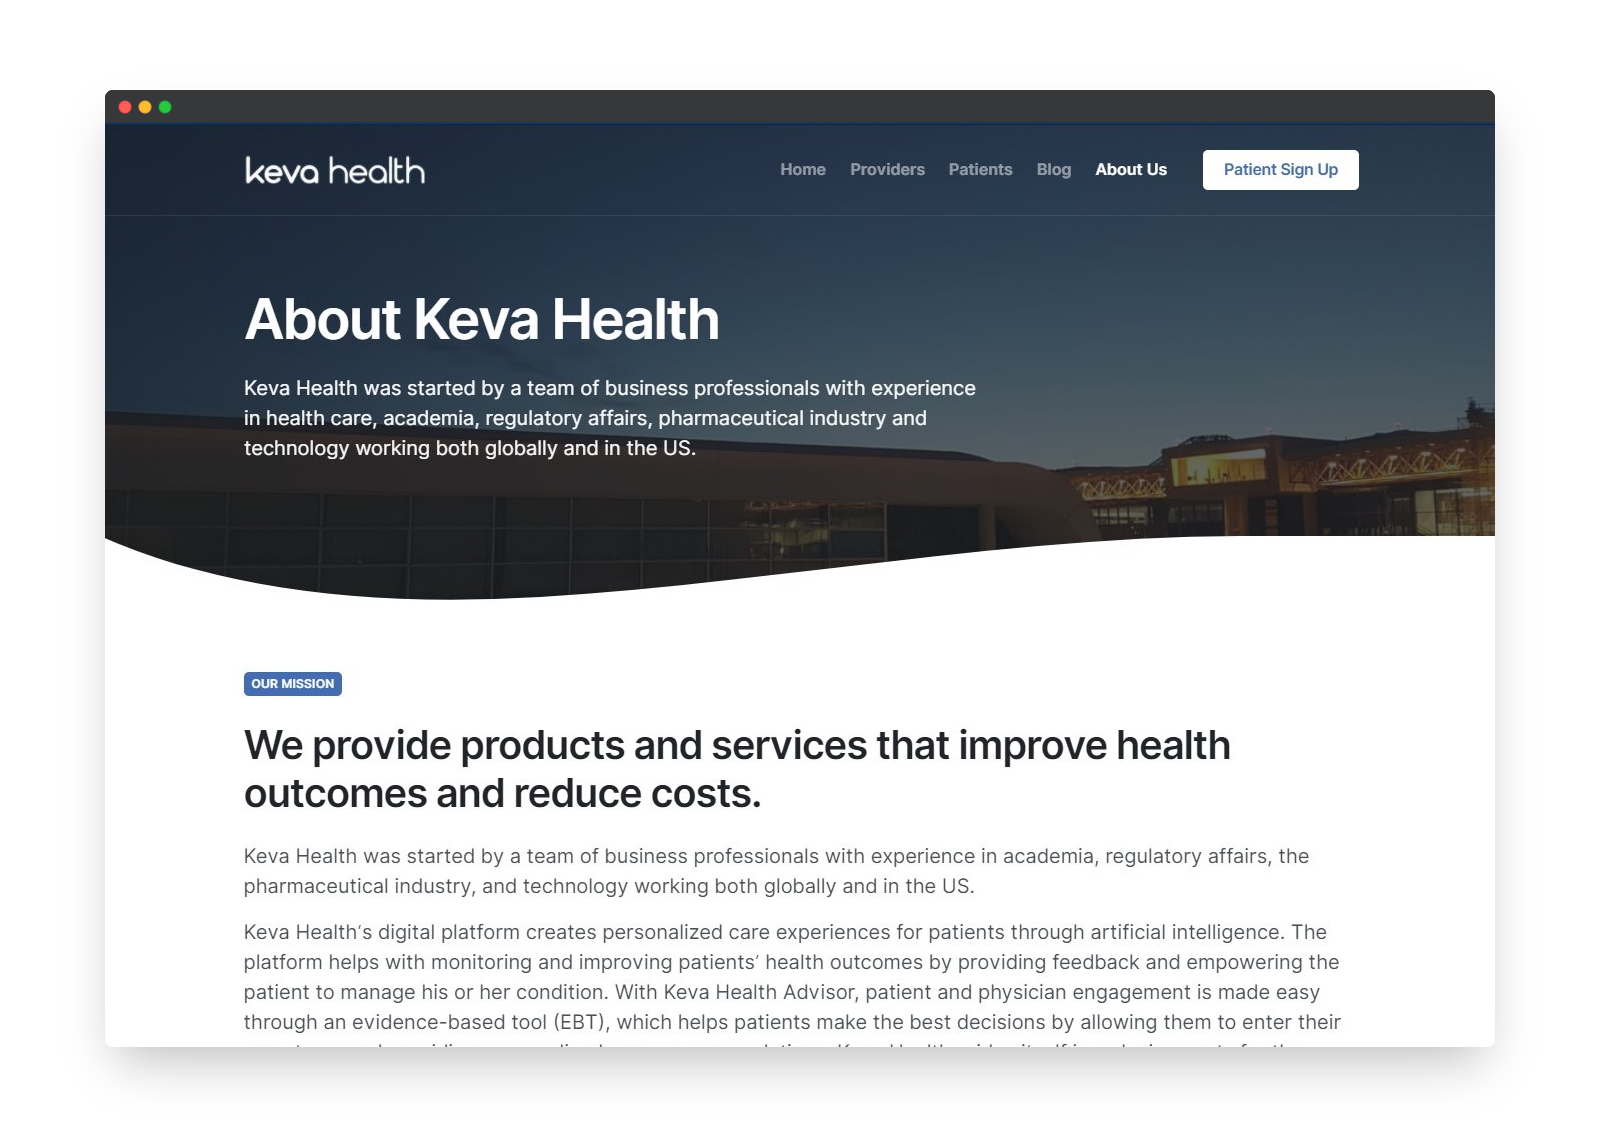 keva health
Home Providers Patients Blog About Us Patient Sign Up
About Keva Health
Keva Health was started by a team of business professionals with experience
in health care, academia, regulatory affairs, pharmaceutical industry and
technology working both globally and in the US.
OUR MISSION
We provide products and services that improve health
outcomes and reduce costs.
Keva Health was started by a team of business professionals with experience in academia, regulatory affairs, the
pharmaceutical industry, and technology working both globally and in the US.
Keva Health's digital platform creates personalized care experiences for patients through artificial intelligence. The
platform helps with monitoring and improving patients' health outcomes by providing feedback and empowering the
patient to manage his or her condition. With Keva Health Advisor, patient and physician engagement is made easy
through an evidence-based tool (EBT), which helps patients make the best decisions by allowing them to enter their